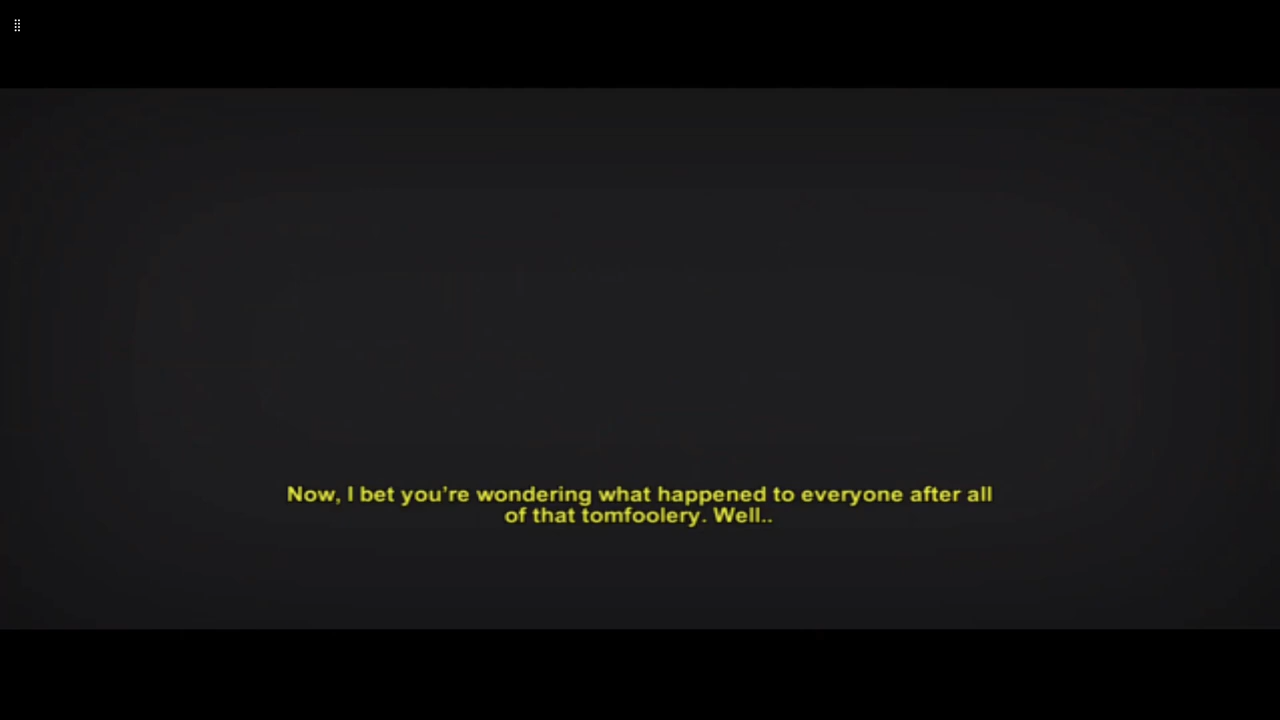 Now, I bet you're wondering what happened to everyone after all
of that tomfoolery. Well..